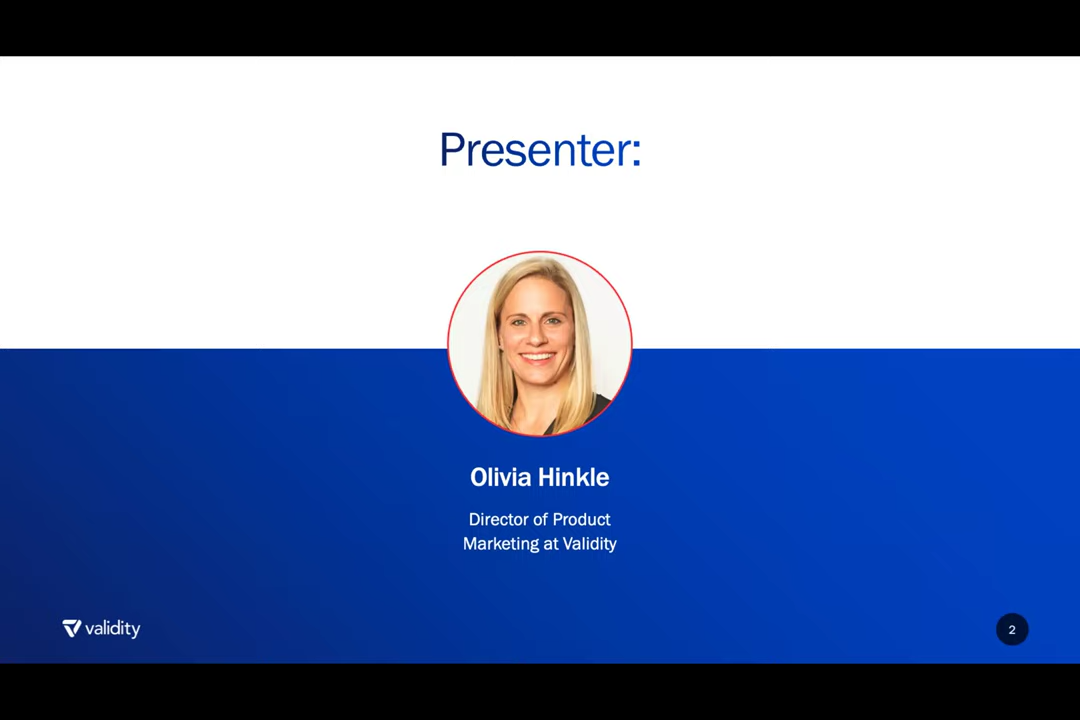 Presenter:
Olivia Hinkle
Director of Product
Marketing at Validity
validity
2